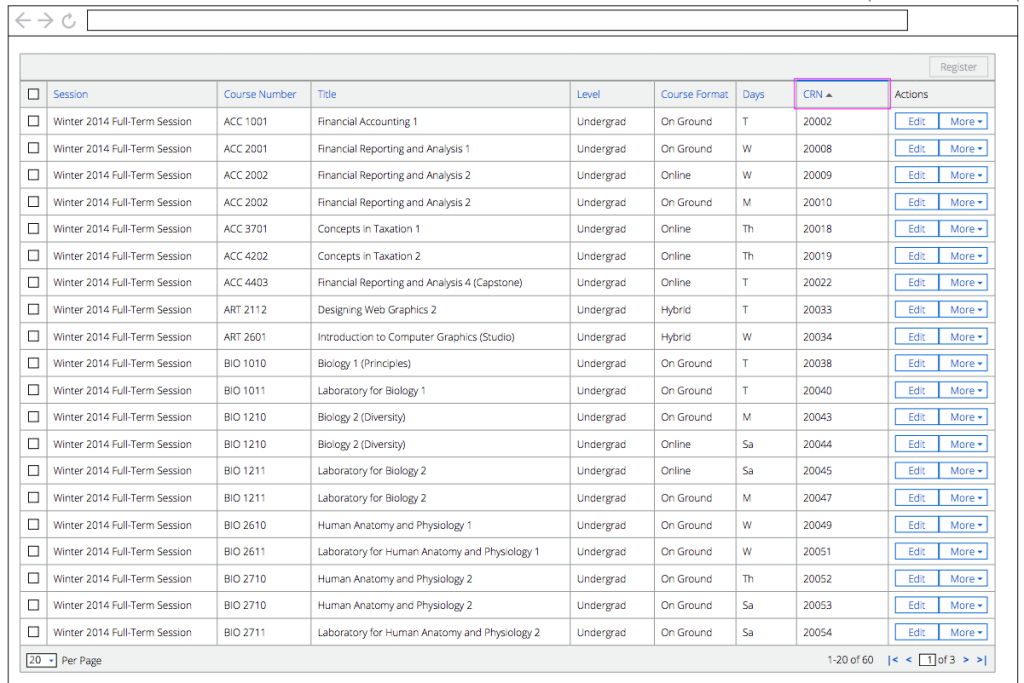 Register
Session Course Number Title Level Course Format Days CRN Actions
Winter 2014 Full-Term Session ACC 1001 Financial Accounting 1 Undergrad On Ground T 20002 Edit More
Winter 2014 Full-Term Session ACC 2001 Financial Reporting and Analysis 1 Undergrad On Ground W 20008 Edit More
Winter 2014 Full-Term Session ACC 2002 Financial Reporting and Analysis 2 Undergrad Online W 20009 Edit More
Winter 2014 Full-Term Session ACC 2002 Financial Reporting and Analysis 2 Undergrad On Ground M 20010 Edit More
Winter 2014 Full-Term Session ACC 3701 Concepts in Taxation 1 Undergrad Online Th 20018 Edit More
Winter 2014 Full-Term Session ACC 4202 Concepts in Taxation 2 Undergrad Online Th 20019 Edit More
Winter 2014 Full-Term Session ACC 4403 Financial Reporting and Analysis 4 (Capstone) Undergrad Online T 20022 Edit More
Winter 2014 Full-Term Session ART 2112 Designing Web Graphics 2 Undergrad Hybrid T 20033 Edit More
Winter 2014 Full-Term Session ART 2601 Introduction to Computer Graphics (Studio) Undergrad Hybrid W 20034 Edit More
Winter 2014 Full-Term Session BIO 1010 Biology 1 (Principles) Undergrad On Ground T 20038 Edit More
Winter 2014 Full-Term Session BIO 1011 Laboratory for Biology 1 Undergrad On Ground T 20040 Edit More
Winter 2014 Full-Term Session BIO 1210 Biology 2 (Diversity) Undergrad On Ground M 20043 Edit More
Winter 2014 Full-Term Session BIO 1210 Biology 2 (Diversity) Undergrad Online Sa 20044 Edit More
Winter 2014 Full-Term Session BIO 1211 Laboratory for Biology 2 Undergrad Online Sa 20045 Edit More
Winter 2014 Full-Term Session BIO 1211 Laboratory for Biology 2 Undergrad On Ground M 20047 Edit More
Winter 2014 Full-Term Session BIO 2610 Human Anatomy and Physiology 1 Undergrad On Ground W 20049 Edit More
Winter 2014 Full-Term Session BIO 2611 Laboratory for Human Anatomy and Physiology 1 Undergrad On Ground W 20051 Edit More
Winter 2014 Full-Term Session BIO 2710 Human Anatomy and Physiology 2 Undergrad On Ground Th 20052 Edit More
Winter 2014 Full-Term Session BIO 2710 Human Anatomy and Physiology 2 Undergrad On Ground Sa 20053 Edit More
Winter 2014 Full-Term Session BIO 2711 Laboratory for Human Anatomy and Physiology 2 Undergrad On Ground Sa 20054 Edit More
20 Per Page 1-20 of 60 |< < 1 of 3 > >|